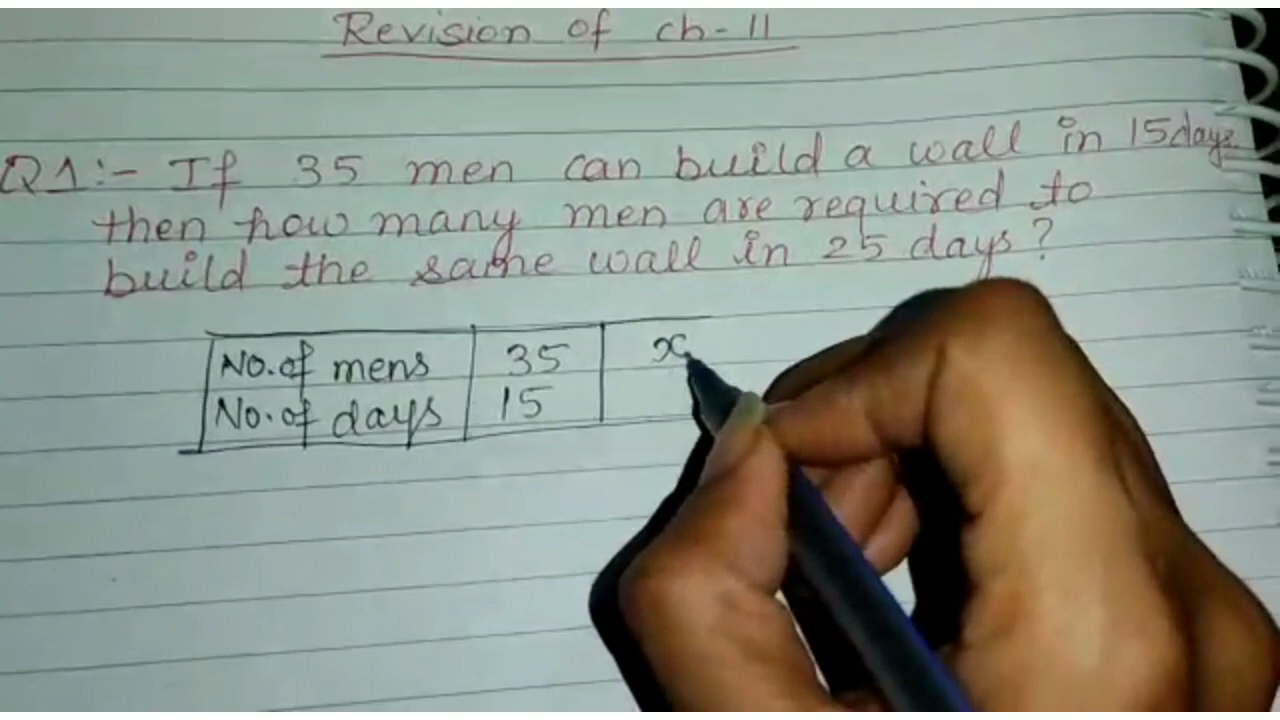 Revision of ch-11
Q1:- If 35 men can build a wall in 15 days
then how many men are required to
build the same wall in 25 days?
No. of mens 35 x
No. of days 15